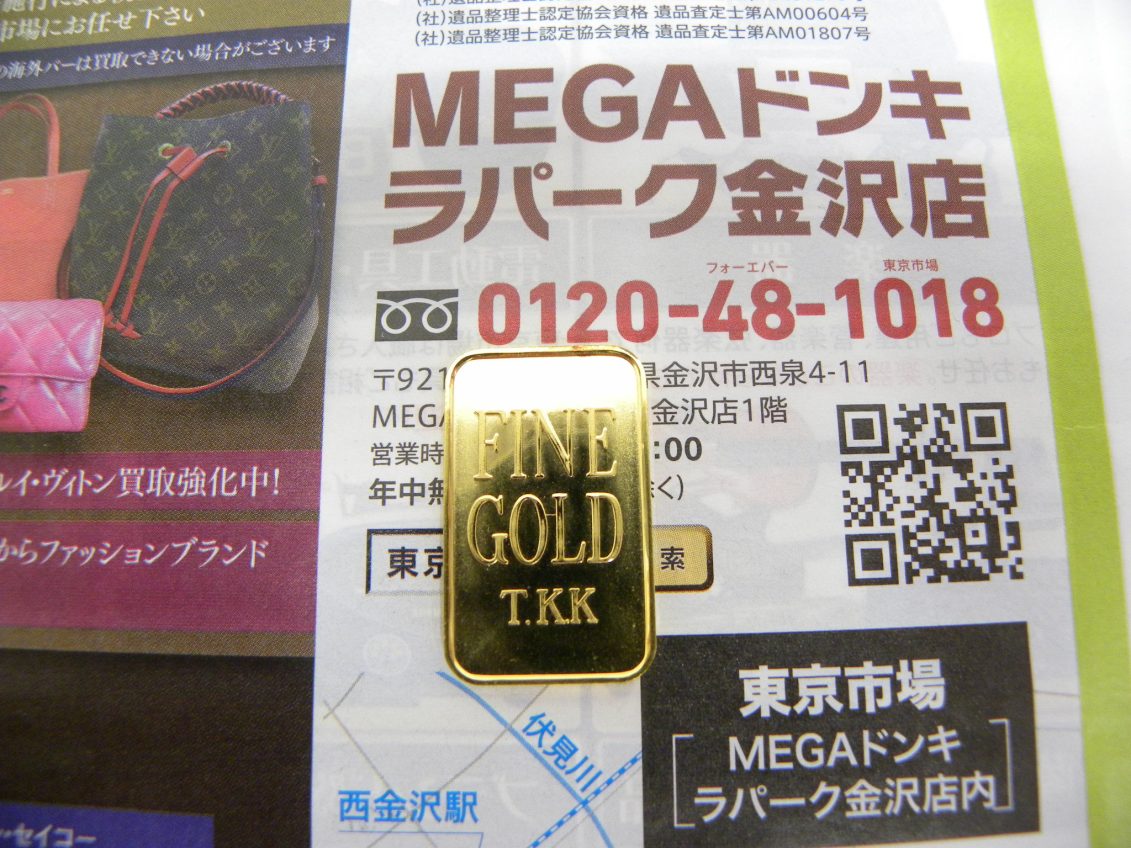 市場にお任せ下さい
の海外バーは買取できない場合がございます
ルイ・ヴィトン買取強化中!
からファッションブランド
・セイコー
(社)遺品整理士認定協会資格 遺品査定士第AM00604号
(社)遺品整理士認定協会資格 遺品査定士第AM01807号
MEGAドンキ
ラパーク金沢店
フォーエバー 東京市場
0120-48-1018
〒921 県金沢市西泉4-11
MEGA 金沢店1階
営業時 :00
年中無 く)
東京 索
FINE
GOLD
T.KK
伏見川
西金沢駅
東京市場
MEGAドンキ
ラパーク金沢店内